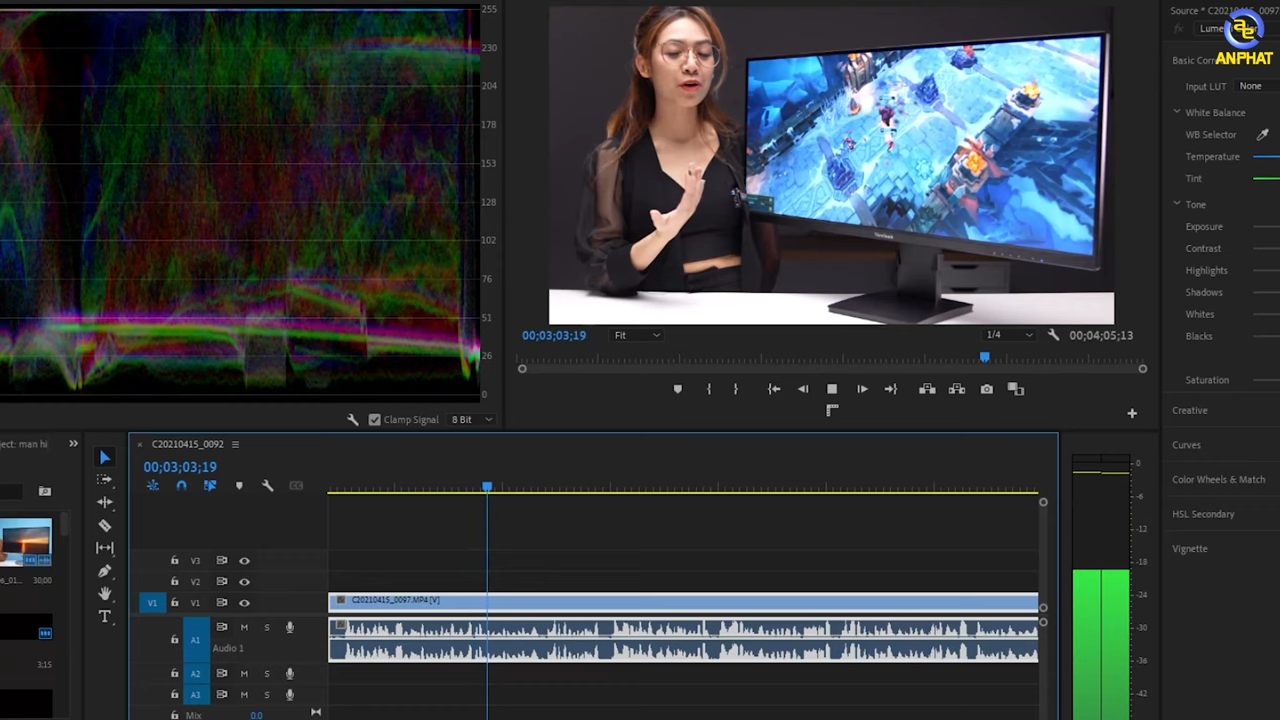 255
230
204
178
153
128
102
76
51
26
0
Clamp Signal
8 Bit
ViewSonic
00;03;03;19
Fit
1/4
00;04;05;13
Source * C20210415_0097
fx
ae
ANPHAT
Basic Corr
Input LUT
None
White Balance
WB Selector
Temperature
Tint
Tone
Exposure
Contrast
Highlights
Shadows
Whites
Blacks
Saturation
Creative
Curves
Color Wheels & Match
HSL Secondary
Vignette
ject: man hi
30;00
3;15
C20210415_0092
00;03;03;19
V3
V2
V1
V1
C20210415_0097.MP4 [V]
A1
M
S
Audio 1
A2
M
S
A3
M
S
Mix
0.0
0
-6
-12
-18
-24
-30
-36
-42